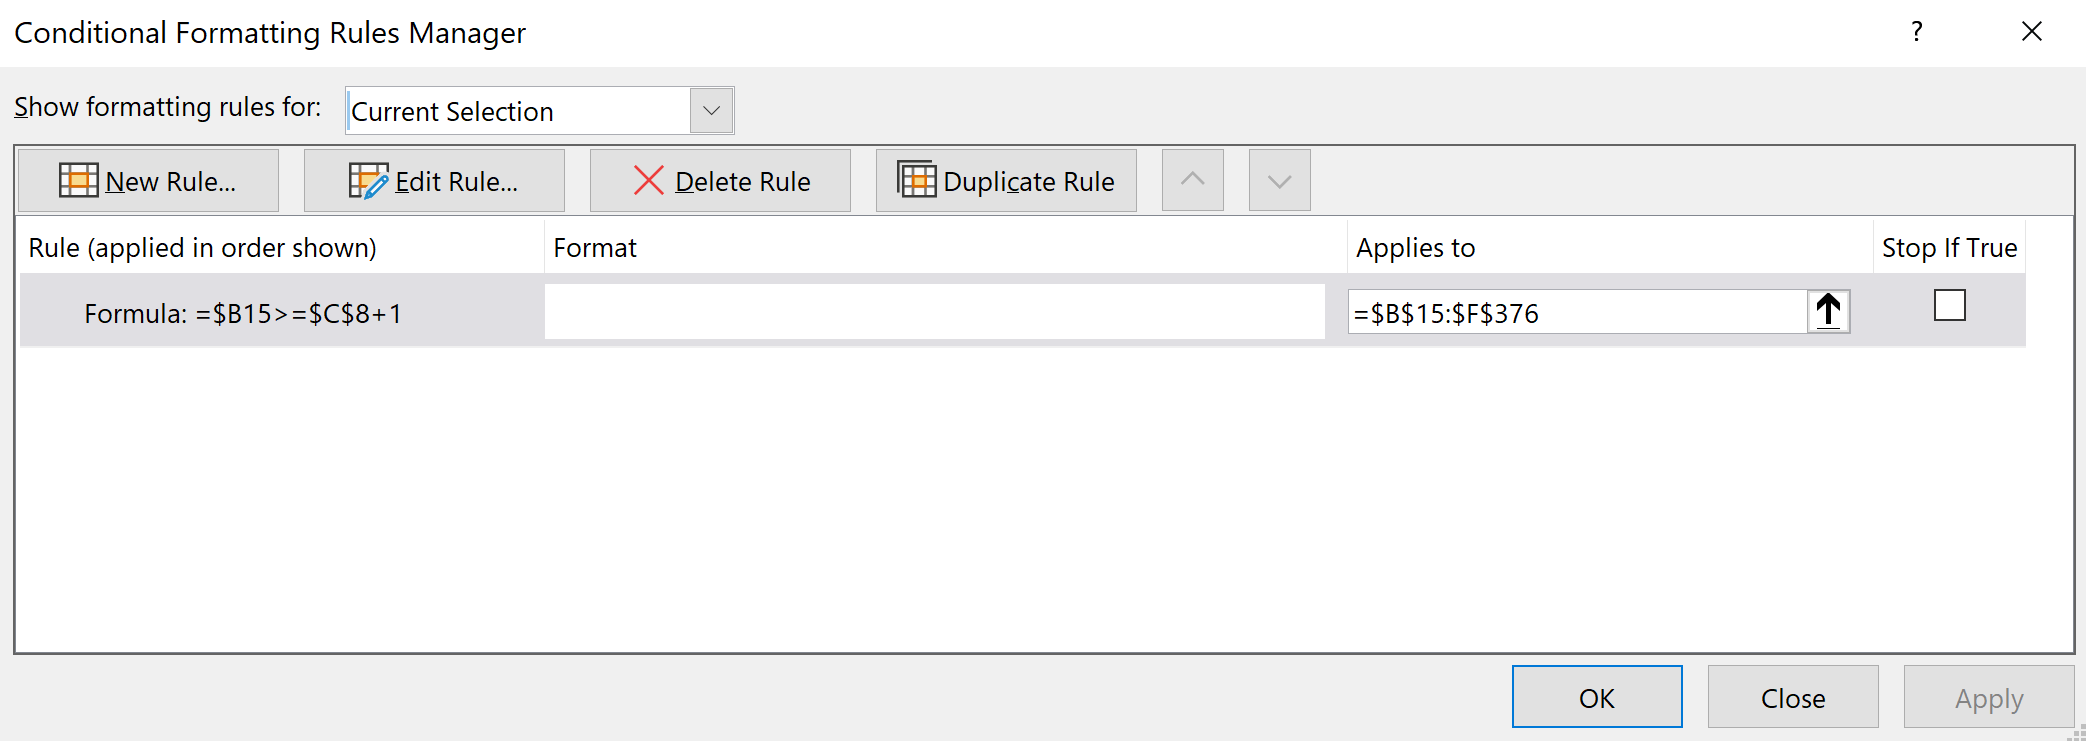 Conditional Formatting Rules Manager ?
Show formatting rules for: Current Selection
New Rule... Edit Rule... Delete Rule Duplicate Rule
Rule (applied in order shown) Format Applies to Stop If True
Formula: =$B15>=$C$8+1 =$B$15:$F$376
OK Close Apply